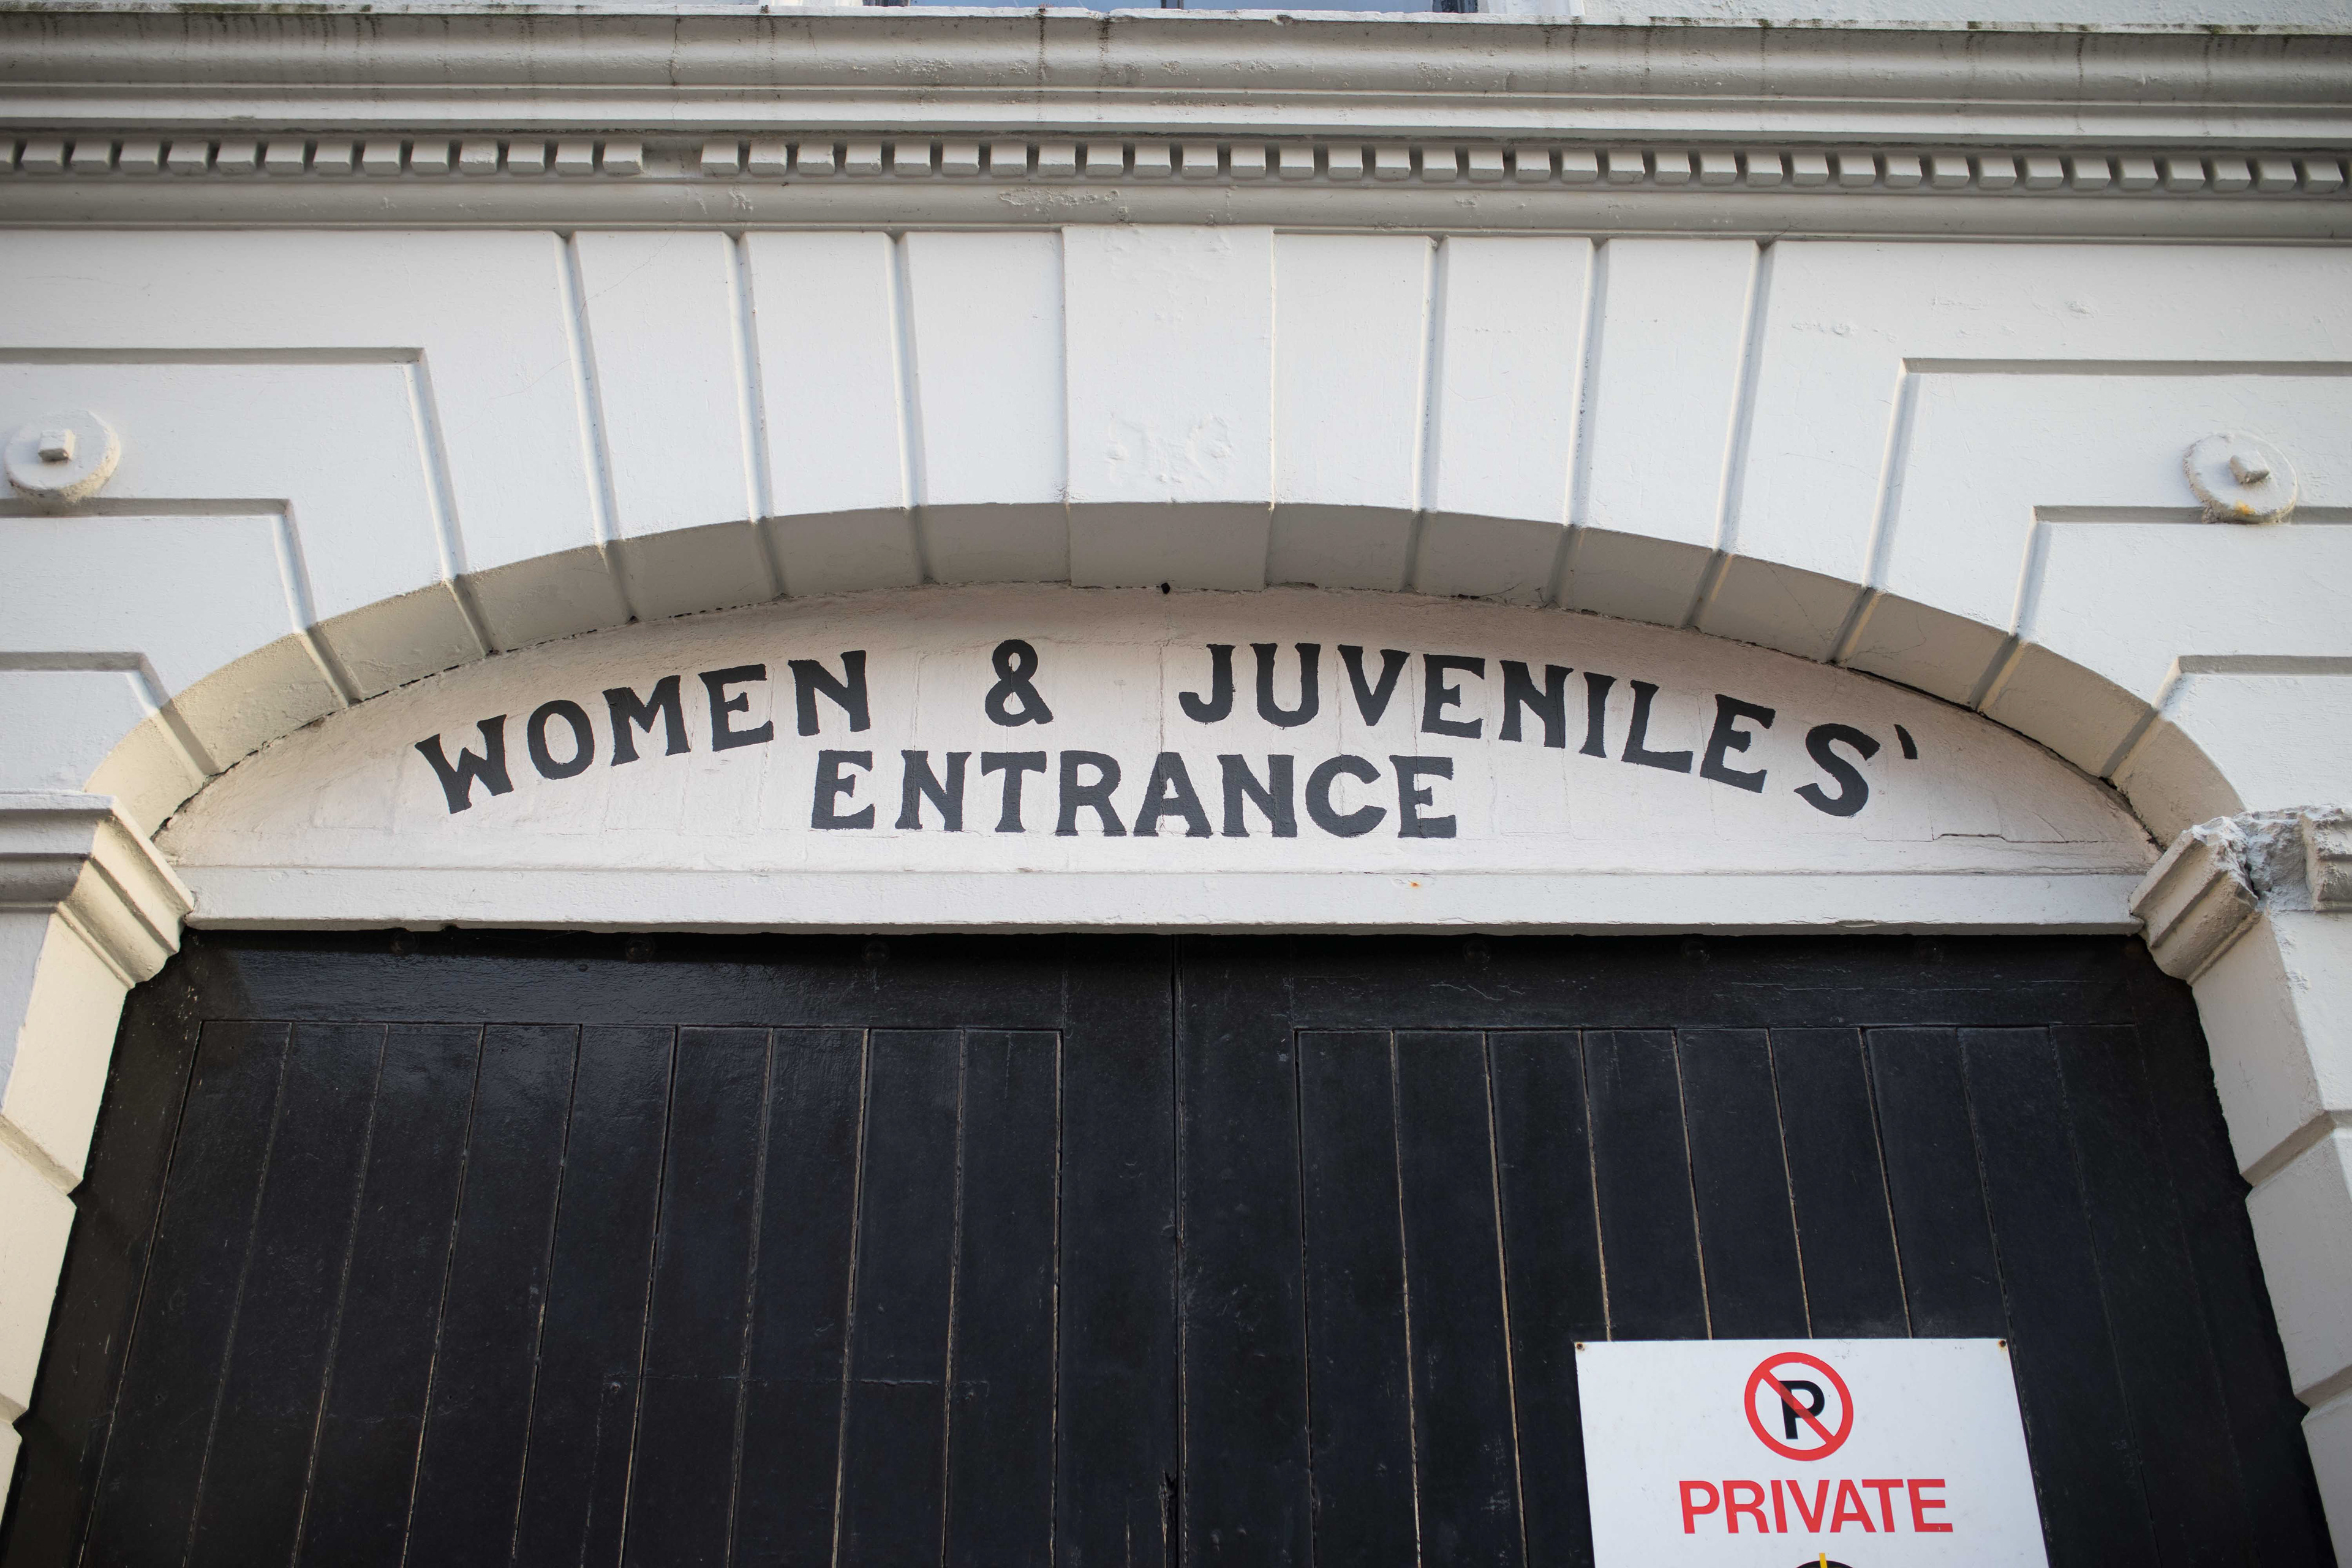 WOMEN & JUVENILES'
ENTRANCE
P
PRIVATE